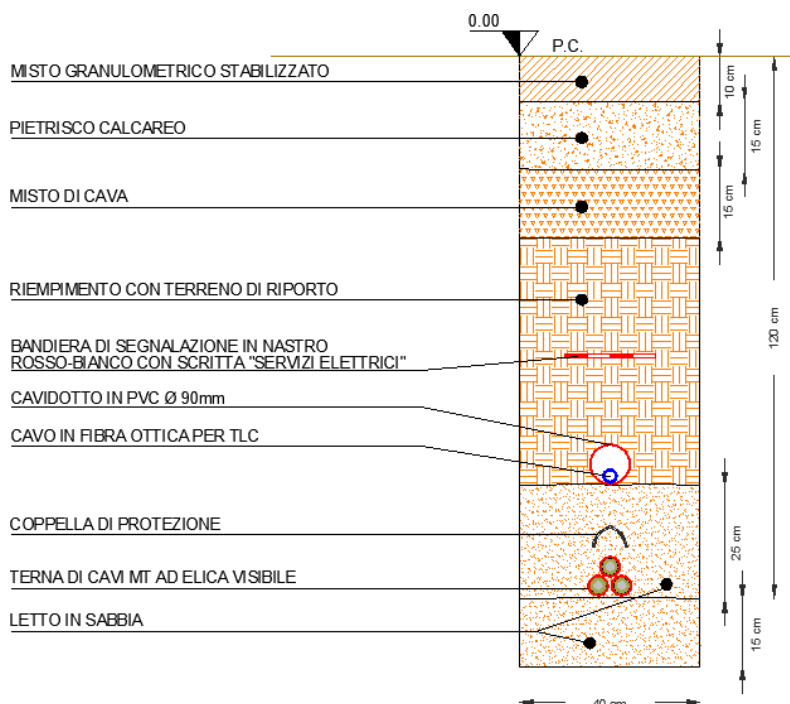 0.00
P.C.
MISTO GRANULOMETRICO STABILIZZATO
10 cm
PIETRISCO CALCAREO
15 cm
MISTO DI CAVA
15 cm
RIEMPIMENTO CON TERRENO DI RIPORTO
120 cm
BANDIERA DI SEGNALAZIONE IN NASTRO
ROSSO-BIANCO CON SCRITTA "SERVIZI ELETTRICI"
CAVIDOTTO IN PVC Ø 90mm
CAVO IN FIBRA OTTICA PER TLC
COPPELLA DI PROTEZIONE
25 cm
TERNA DI CAVI MT AD ELICA VISIBILE
LETTO IN SABBIA
15 cm
40 cm